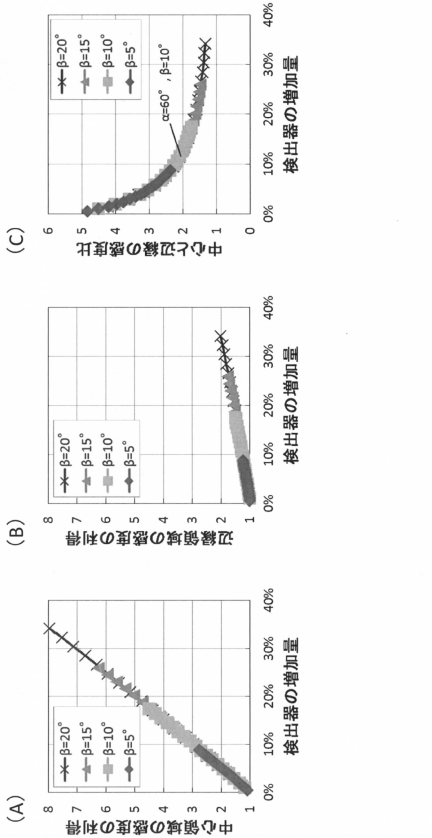 (A)
中心領域の感度の利得
8
7
6
5
4
3
2
1
β=20°
β=15°
β=10°
β=5°
0%
10%
20%
30%
40%
検出器の増加量
(B)
辺縁領域の感度の利得
8
7
6
5
4
3
2
1
β=20°
β=15°
β=10°
β=5°
0%
10%
20%
30%
40%
検出器の増加量
(C)
中心と辺縁の感度比
6
5
4
3
2
1
0
β=20°
β=15°
β=10°
β=5°
α=60°, β=10°
0%
10%
20%
30%
40%
検出器の増加量